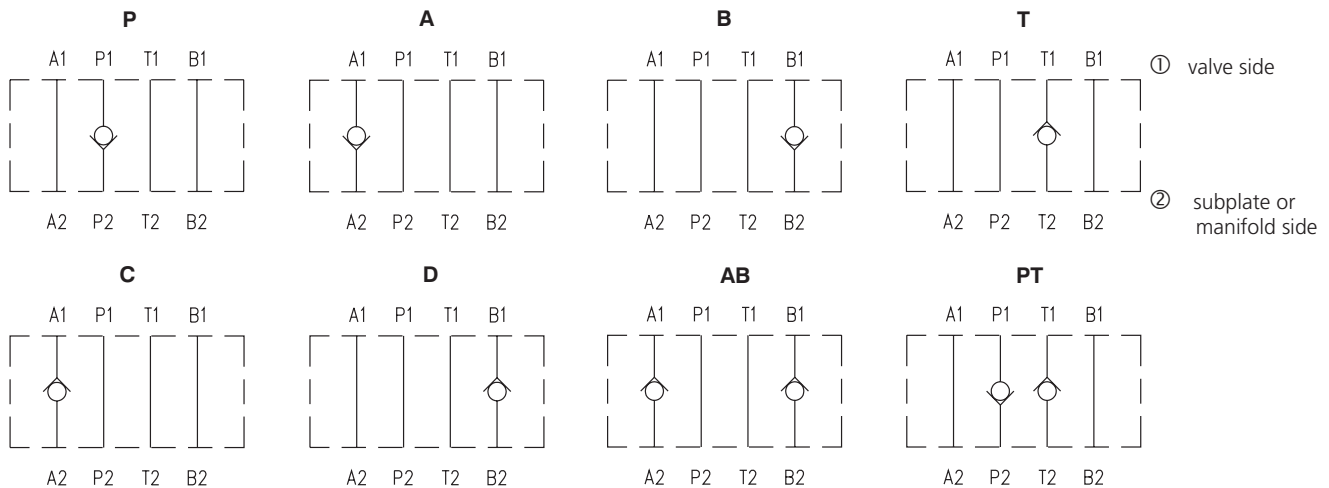 P A B T
A1 P1 T1 B1 A1 P1 T1 B1 A1 P1 T1 B1 A1 P1 T1 B1 ① valve side
A2 P2 T2 B2 A2 P2 T2 B2 A2 P2 T2 B2 A2 P2 T2 B2 ② subplate or
manifold side
C D AB PT
A1 P1 T1 B1 A1 P1 T1 B1 A1 P1 T1 B1 A1 P1 T1 B1
A2 P2 T2 B2 A2 P2 T2 B2 A2 P2 T2 B2 A2 P2 T2 B2